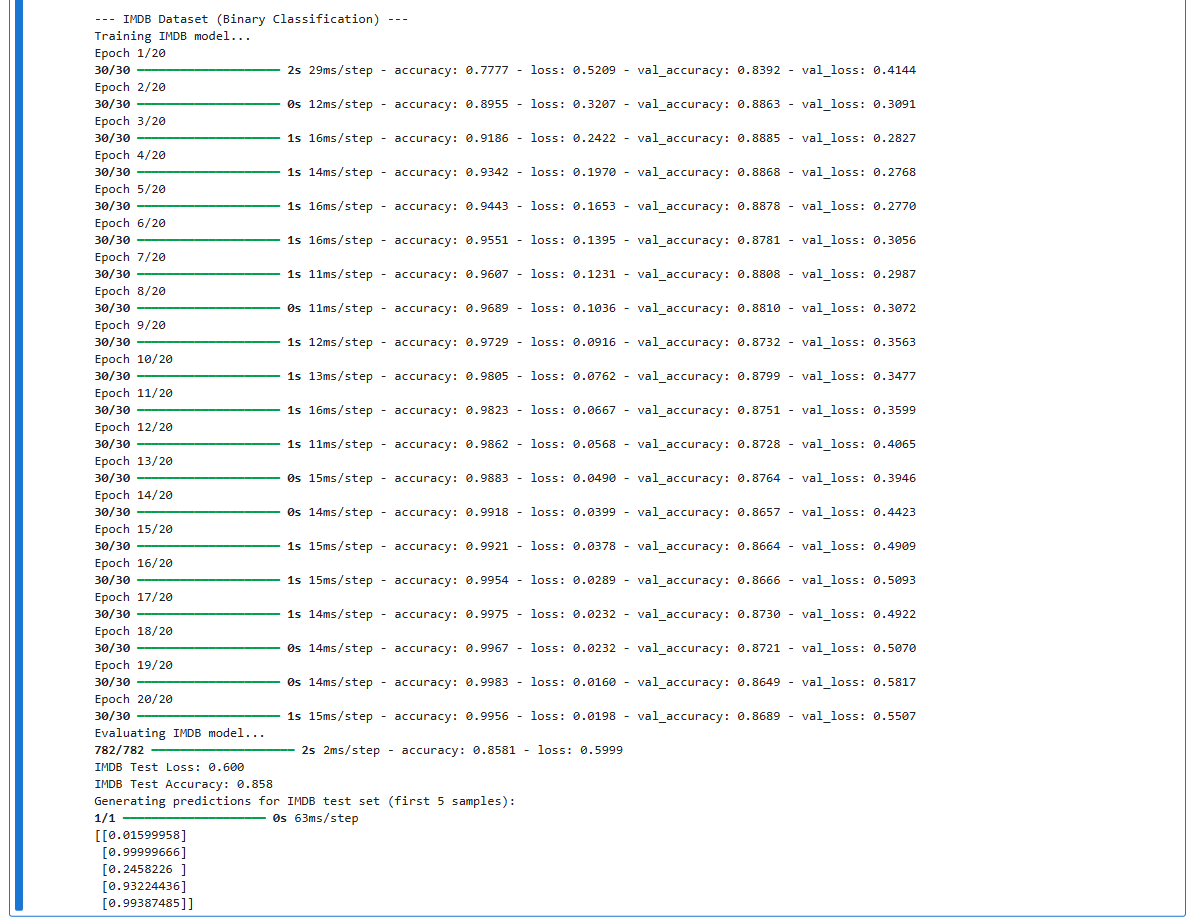 --- IMDB Dataset (Binary Classification) ---
Training IMDB model...
Epoch 1/20
30/30 ━━━━━━━━━━━━━━━━━━━━ 2s 29ms/step - accuracy: 0.7777 - loss: 0.5209 - val_accuracy: 0.8392 - val_loss: 0.4144
Epoch 2/20
30/30 ━━━━━━━━━━━━━━━━━━━━ 0s 12ms/step - accuracy: 0.8955 - loss: 0.3207 - val_accuracy: 0.8863 - val_loss: 0.3091
Epoch 3/20
30/30 ━━━━━━━━━━━━━━━━━━━━ 1s 16ms/step - accuracy: 0.9186 - loss: 0.2422 - val_accuracy: 0.8885 - val_loss: 0.2827
Epoch 4/20
30/30 ━━━━━━━━━━━━━━━━━━━━ 1s 14ms/step - accuracy: 0.9342 - loss: 0.1970 - val_accuracy: 0.8868 - val_loss: 0.2768
Epoch 5/20
30/30 ━━━━━━━━━━━━━━━━━━━━ 1s 16ms/step - accuracy: 0.9443 - loss: 0.1653 - val_accuracy: 0.8878 - val_loss: 0.2770
Epoch 6/20
30/30 ━━━━━━━━━━━━━━━━━━━━ 1s 16ms/step - accuracy: 0.9551 - loss: 0.1395 - val_accuracy: 0.8781 - val_loss: 0.3056
Epoch 7/20
30/30 ━━━━━━━━━━━━━━━━━━━━ 1s 11ms/step - accuracy: 0.9607 - loss: 0.1231 - val_accuracy: 0.8808 - val_loss: 0.2987
Epoch 8/20
30/30 ━━━━━━━━━━━━━━━━━━━━ 0s 11ms/step - accuracy: 0.9689 - loss: 0.1036 - val_accuracy: 0.8810 - val_loss: 0.3072
Epoch 9/20
30/30 ━━━━━━━━━━━━━━━━━━━━ 1s 12ms/step - accuracy: 0.9729 - loss: 0.0916 - val_accuracy: 0.8732 - val_loss: 0.3563
Epoch 10/20
30/30 ━━━━━━━━━━━━━━━━━━━━ 1s 13ms/step - accuracy: 0.9805 - loss: 0.0762 - val_accuracy: 0.8799 - val_loss: 0.3477
Epoch 11/20
30/30 ━━━━━━━━━━━━━━━━━━━━ 1s 16ms/step - accuracy: 0.9823 - loss: 0.0667 - val_accuracy: 0.8751 - val_loss: 0.3599
Epoch 12/20
30/30 ━━━━━━━━━━━━━━━━━━━━ 1s 11ms/step - accuracy: 0.9862 - loss: 0.0568 - val_accuracy: 0.8728 - val_loss: 0.4065
Epoch 13/20
30/30 ━━━━━━━━━━━━━━━━━━━━ 0s 15ms/step - accuracy: 0.9883 - loss: 0.0490 - val_accuracy: 0.8764 - val_loss: 0.3946
Epoch 14/20
30/30 ━━━━━━━━━━━━━━━━━━━━ 0s 14ms/step - accuracy: 0.9918 - loss: 0.0399 - val_accuracy: 0.8657 - val_loss: 0.4423
Epoch 15/20
30/30 ━━━━━━━━━━━━━━━━━━━━ 1s 15ms/step - accuracy: 0.9921 - loss: 0.0378 - val_accuracy: 0.8664 - val_loss: 0.4909
Epoch 16/20
30/30 ━━━━━━━━━━━━━━━━━━━━ 1s 15ms/step - accuracy: 0.9954 - loss: 0.0289 - val_accuracy: 0.8666 - val_loss: 0.5093
Epoch 17/20
30/30 ━━━━━━━━━━━━━━━━━━━━ 1s 14ms/step - accuracy: 0.9975 - loss: 0.0232 - val_accuracy: 0.8730 - val_loss: 0.4922
Epoch 18/20
30/30 ━━━━━━━━━━━━━━━━━━━━ 0s 14ms/step - accuracy: 0.9967 - loss: 0.0232 - val_accuracy: 0.8721 - val_loss: 0.5070
Epoch 19/20
30/30 ━━━━━━━━━━━━━━━━━━━━ 0s 14ms/step - accuracy: 0.9983 - loss: 0.0160 - val_accuracy: 0.8649 - val_loss: 0.5817
Epoch 20/20
30/30 ━━━━━━━━━━━━━━━━━━━━ 1s 15ms/step - accuracy: 0.9956 - loss: 0.0198 - val_accuracy: 0.8689 - val_loss: 0.5507
Evaluating IMDB model...
782/782 ━━━━━━━━━━━━━━━━━━━━ 2s 2ms/step - accuracy: 0.8581 - loss: 0.5999
IMDB Test Loss: 0.600
IMDB Test Accuracy: 0.858
Generating predictions for IMDB test set (first 5 samples):
1/1 ━━━━━━━━━━━━━━━━━━━━ 0s 63ms/step
[[0.01599958]
 [0.99999666]
 [0.2458226 ]
 [0.93224436]
 [0.99387485]]